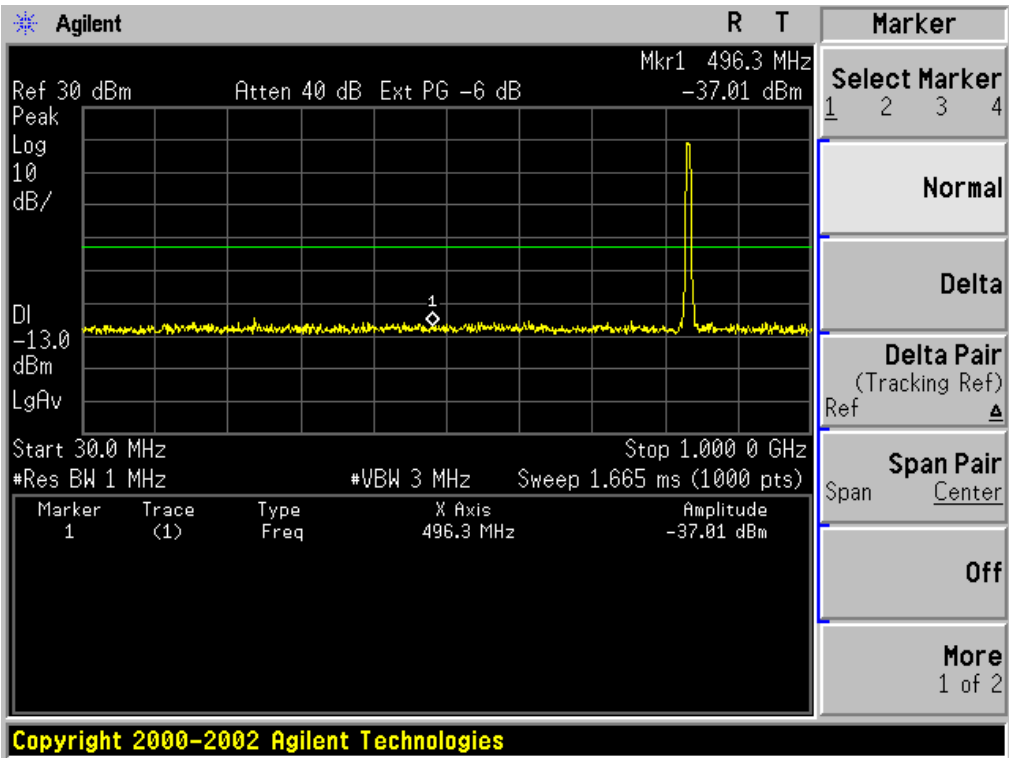 Agilent R T
Mkr1 496.3 MHz
Ref 30 dBm Atten 40 dB Ext PG -6 dB -37.01 dBm
Peak
Log
10
dB/
1
DI
-13.0
dBm
LgAv
Start 30.0 MHz Stop 1.000 0 GHz
#Res BW 1 MHz #VBW 3 MHz Sweep 1.665 ms (1000 pts)
Marker Trace Type X Axis Amplitude
1 (1) Freq 496.3 MHz -37.01 dBm
Copyright 2000-2002 Agilent Technologies
Marker
Select Marker
1 2 3 4
Normal
Delta
Delta Pair
(Tracking Ref)
Ref Δ
Span Pair
Span Center
Off
More
1 of 2